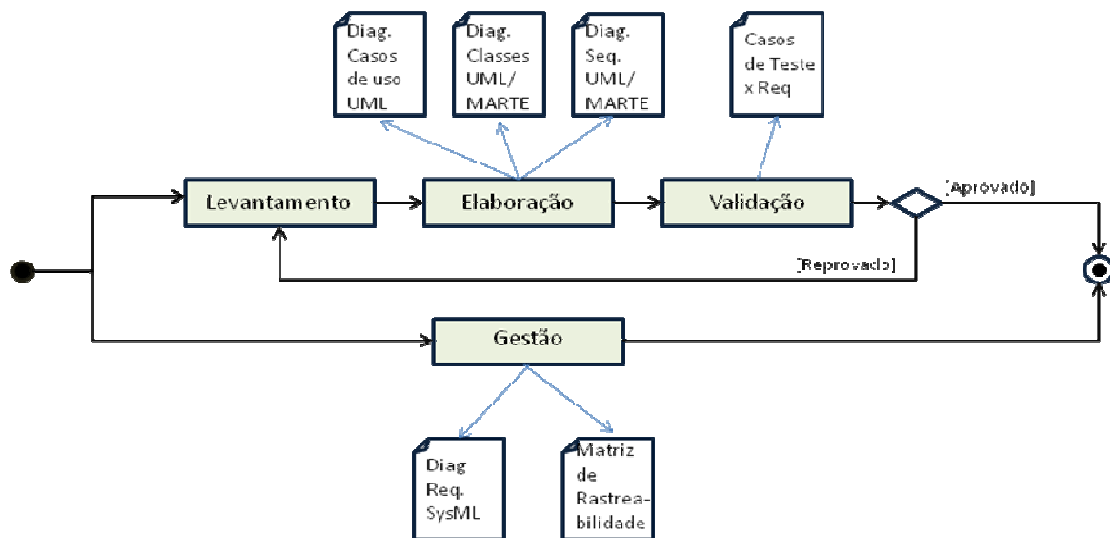 Diag.
Casos
de uso
UML
Diag.
Classes
UML/
MARTE
Diag.
Seq.
UML/
MARTE
Casos
de Teste
x Req
Levantamento
Elaboração
Validação
[Aprovado]
[Reprovado]
Gestão
Diag
Req.
SysML
Matriz
de
Rastrea-
bilidade